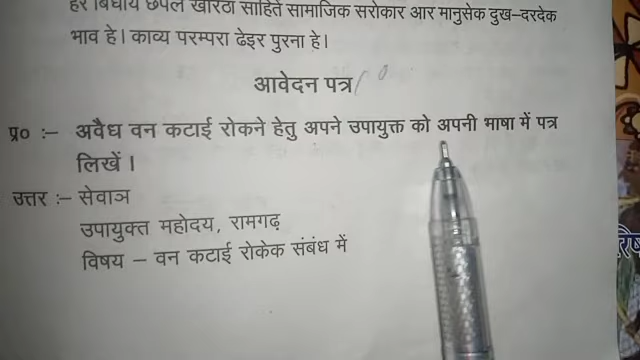 हर बिधाय छपल खोरठा साहित सामाजिक सरोकार आर मानुसेक दुख–दरदेक
भाव हे। काव्य परम्परा ढेइर पुरना हे।
आवेदन पत्र
प्र० :– अवैध वन कटाई रोकने हेतु अपने उपायुक्त को अपनी भाषा में पत्र
लिखें ।
उत्तर :– सेवाञ
उपायुक्त महोदय, रामगढ़
विषय – वन कटाई रोकेक संबंध में